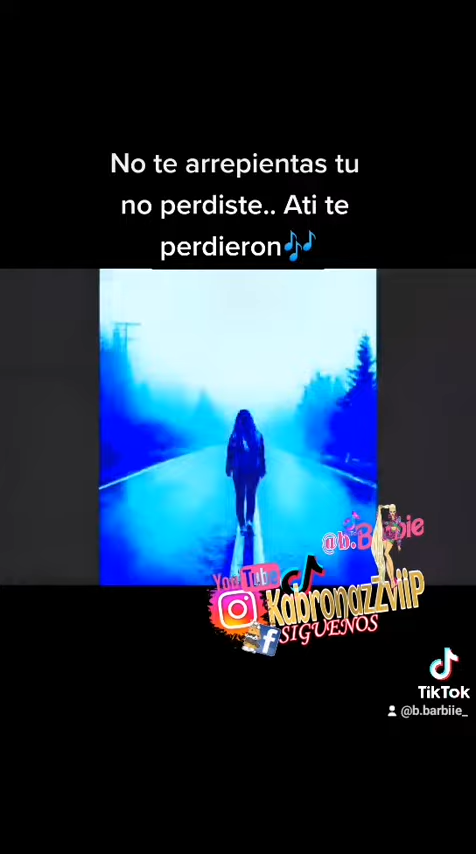 No te arrepientas tu
no perdiste.. Ati te
perdieron🎶
@b.Barbie
YouTube
KabronazZviip
SIGUENOS
TikTok
@b.barbiie_